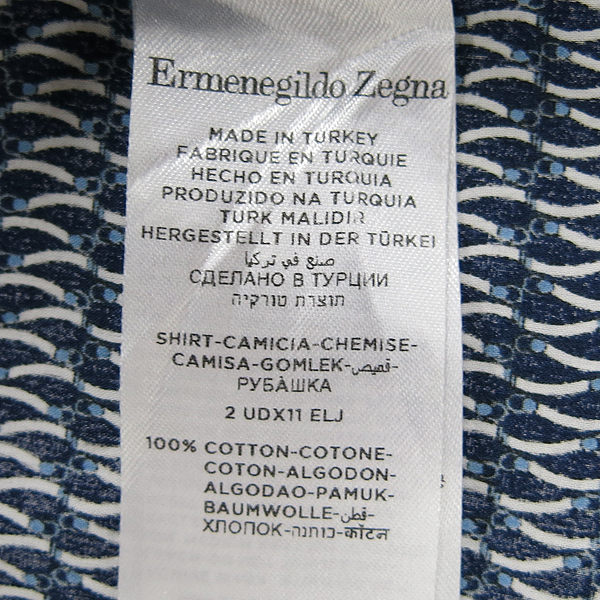 Ermenegildo Zegna
MADE IN TURKEY
FABRIQUE EN TURQUIE
HECHO EN TURQUIA
PRODUZIDO NA TURQUIA
TURK MALIDIR
HERGESTELLT IN DER TÜRKEI
صنع في تركيا
СДЕЛАНО В ТУРЦИИ
תוצרת טורקיה
SHIRT-CAMICIA-CHEMISE-
CAMISA-GOMLEK-قميص-
РУБАШКА
2 UDX11 ELJ
100% COTTON-COTONE-
COTON-ALGODON-
ALGODAO-PAMUK-
BAUMWOLLE-قطن-
ХЛОПОК-כותנה-कॉटन